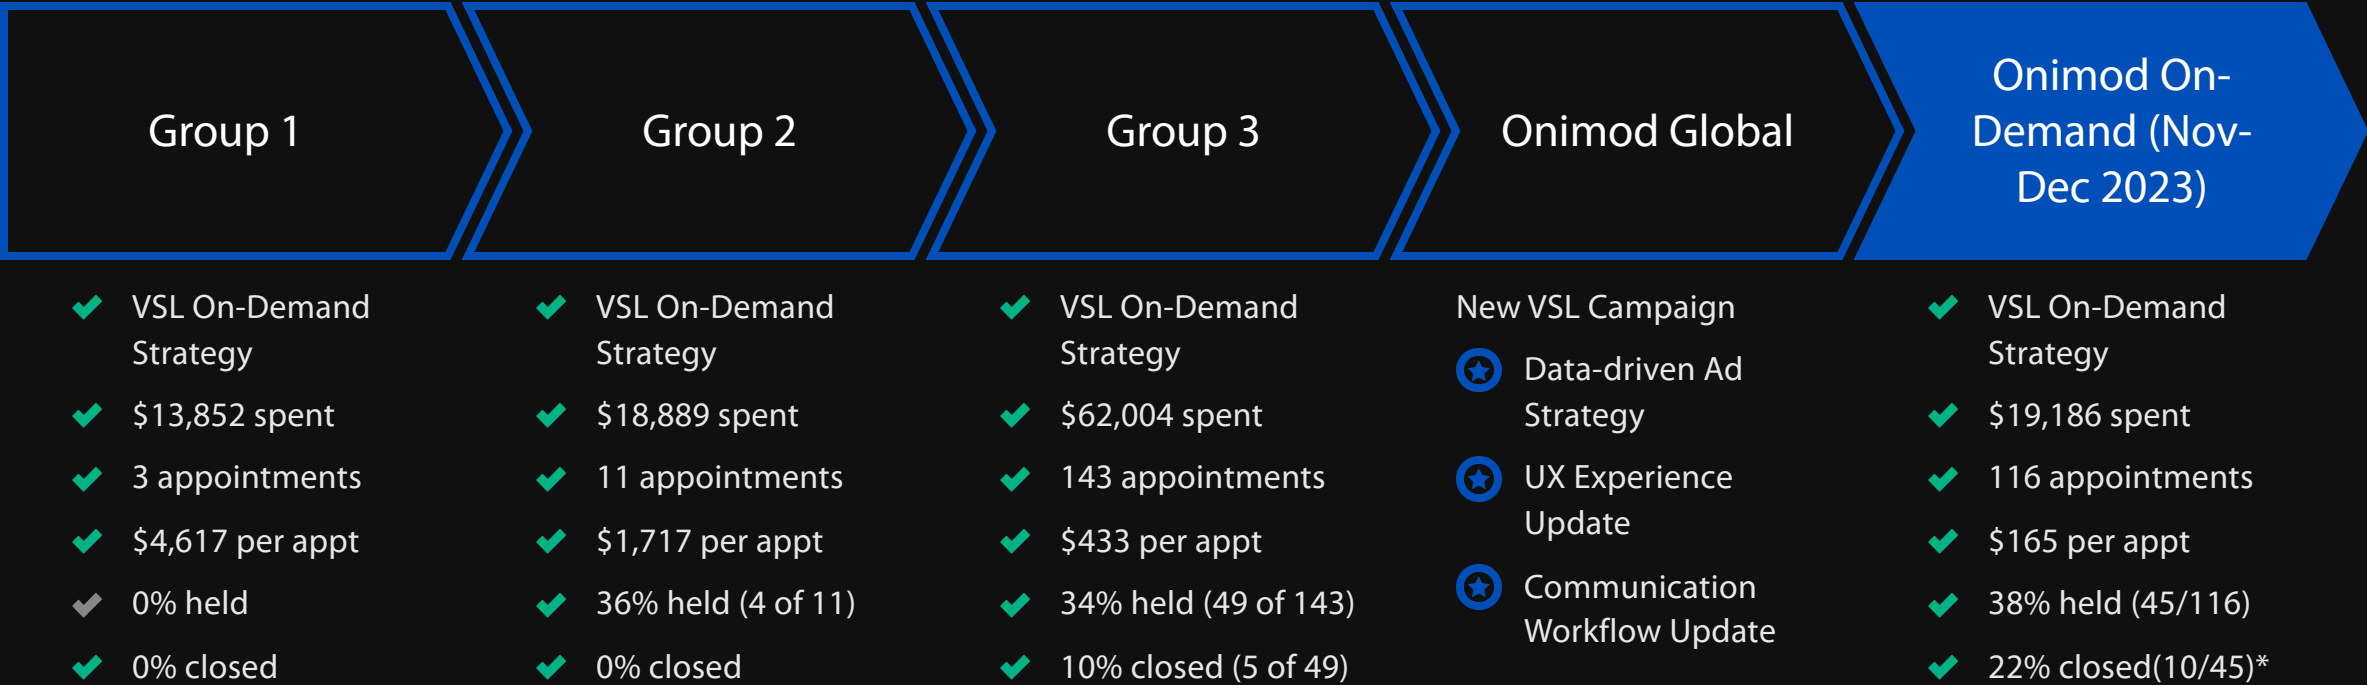 Group 1
Group 2
Group 3
Onimod Global
Onimod On-
Demand (Nov-
Dec 2023)
VSL On-Demand
Strategy
$13,852 spent
3 appointments
$4,617 per appt
0% held
0% closed
VSL On-Demand
Strategy
$18,889 spent
11 appointments
$1,717 per appt
36% held (4 of 11)
0% closed
VSL On-Demand
Strategy
$62,004 spent
143 appointments
$433 per appt
34% held (49 of 143)
10% closed (5 of 49)
New VSL Campaign
Data-driven Ad
Strategy
UX Experience
Update
Communication
Workflow Update
VSL On-Demand
Strategy
$19,186 spent
116 appointments
$165 per appt
38% held (45/116)
22% closed(10/45)*